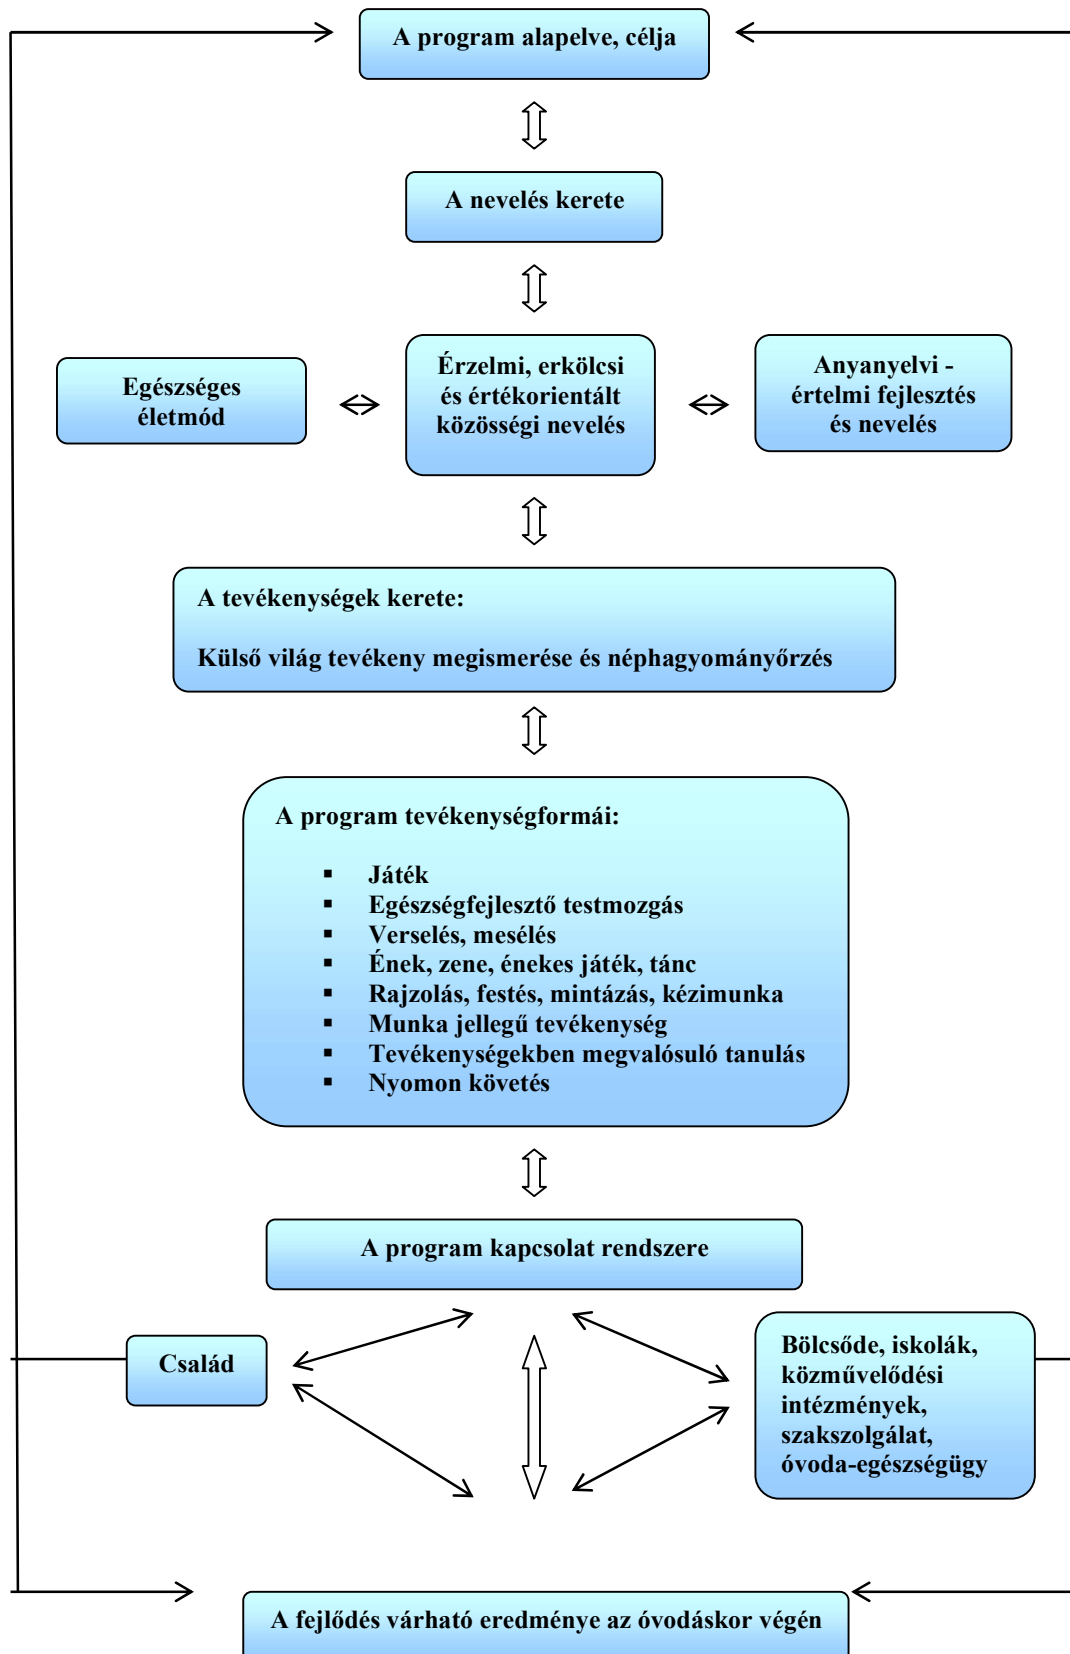 A program alapelve, célja
A nevelés kerete
Egészséges
életmód
Érzelmi, erkölcsi
és értékorientált
közösségi nevelés
Anyanyelvi -
értelmi fejlesztés
és nevelés
A tevékenységek kerete:
Külső világ tevékeny megismerése és néphagyományőrzés
A program tevékenységformái:
▪ Játék
▪ Egészségfejlesztő testmozgás
▪ Verselés, mesélés
▪ Ének, zene, énekes játék, tánc
▪ Rajzolás, festés, mintázás, kézimunka
▪ Munka jellegű tevékenység
▪ Tevékenységekben megvalósuló tanulás
▪ Nyomon követés
A program kapcsolat rendszere
Család
Bölcsőde, iskolák,
közművelődési
intézmények,
szakszolgálat,
óvoda-egészségügy
A fejlődés várható eredménye az óvodáskor végén